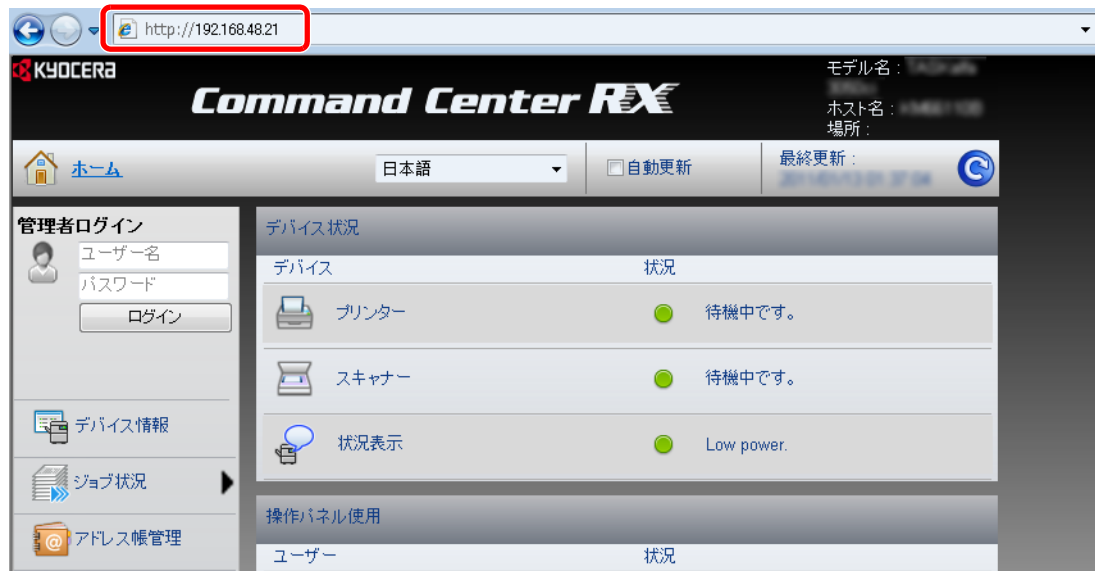 http://192.168.48.21
KYOCERA
Command Center RX
モデル名 :
ホスト名 :
場所 :
ホーム
日本語
自動更新
最終更新 :
管理者ログイン
ユーザー名
パスワード
ログイン
デバイス情報
ジョブ状況
アドレス帳管理
デバイス状況
デバイス 状況
プリンター 待機中です。
スキャナー 待機中です。
状況表示 Low power.
操作パネル使用
ユーザー 状況